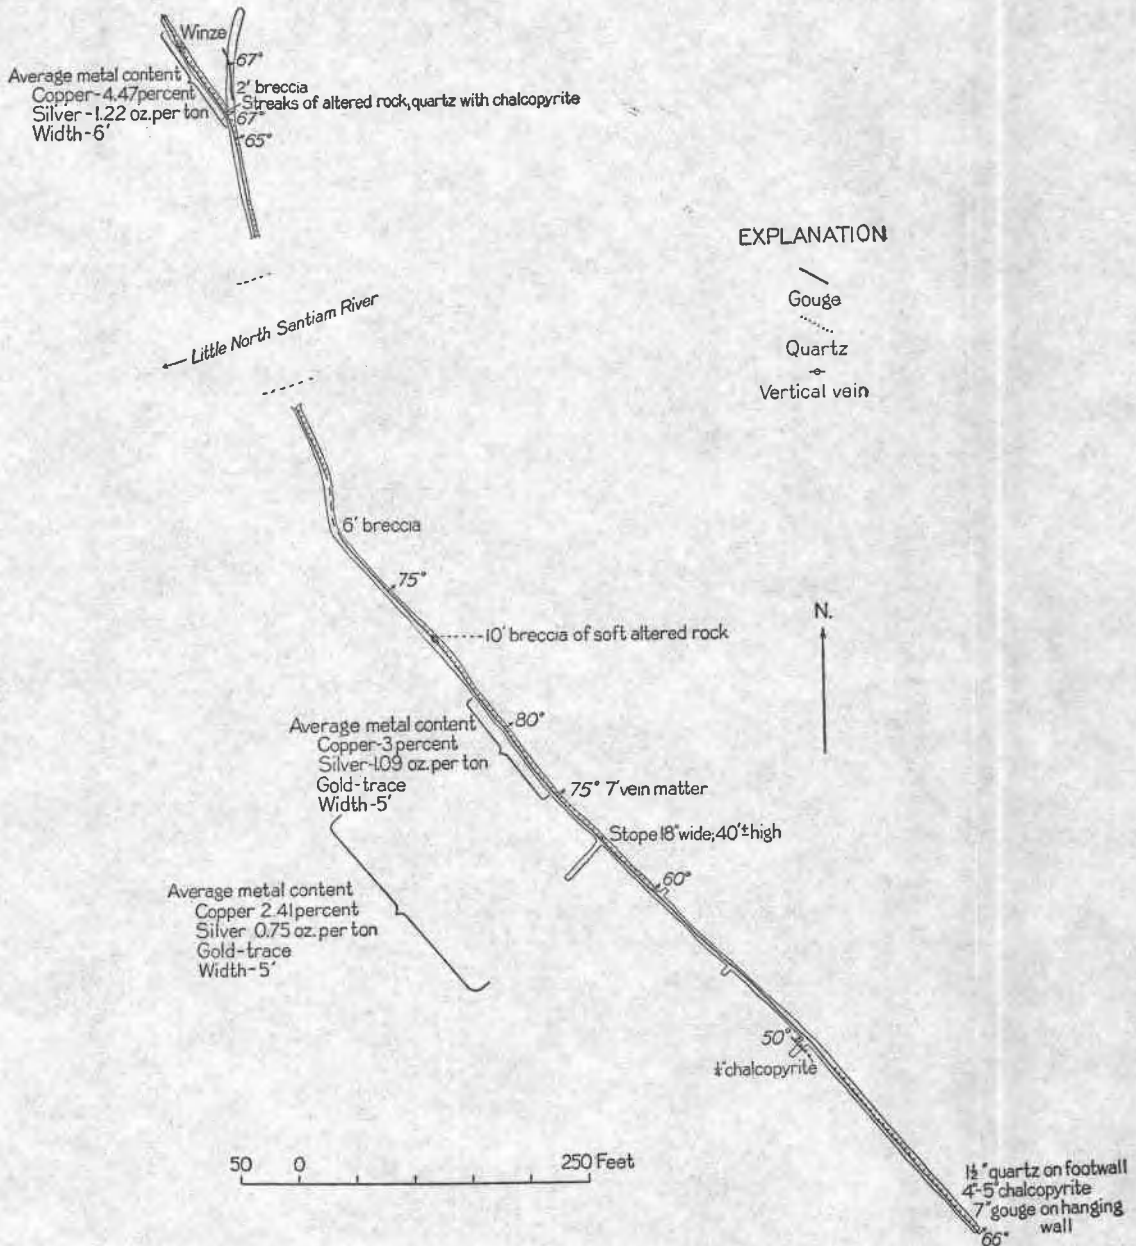 Winze
67°
Average metal content
Copper-4.47 percent
Silver-1.22 oz. per ton
Width-6'
2' breccia
Streaks of altered rock, quartz with chalcopyrite
67°
65°
EXPLANATION
Gouge
Quartz
Vertical vein
Little North Santiam River
6' breccia
75°
10' breccia of soft altered rock
N.
80°
Average metal content
Copper-3 percent
Silver-1.09 oz. per ton
Gold-trace
Width-5'
75° 7' vein matter
Stope 18" wide; 40'± high
60°
Average metal content
Copper 2.41 percent
Silver 0.75 oz. per ton
Gold-trace
Width-5'
50°
chalcopyrite
50 0 250 Feet
1½" quartz on footwall
4"-5" chalcopyrite
7" gouge on hanging
wall
66°